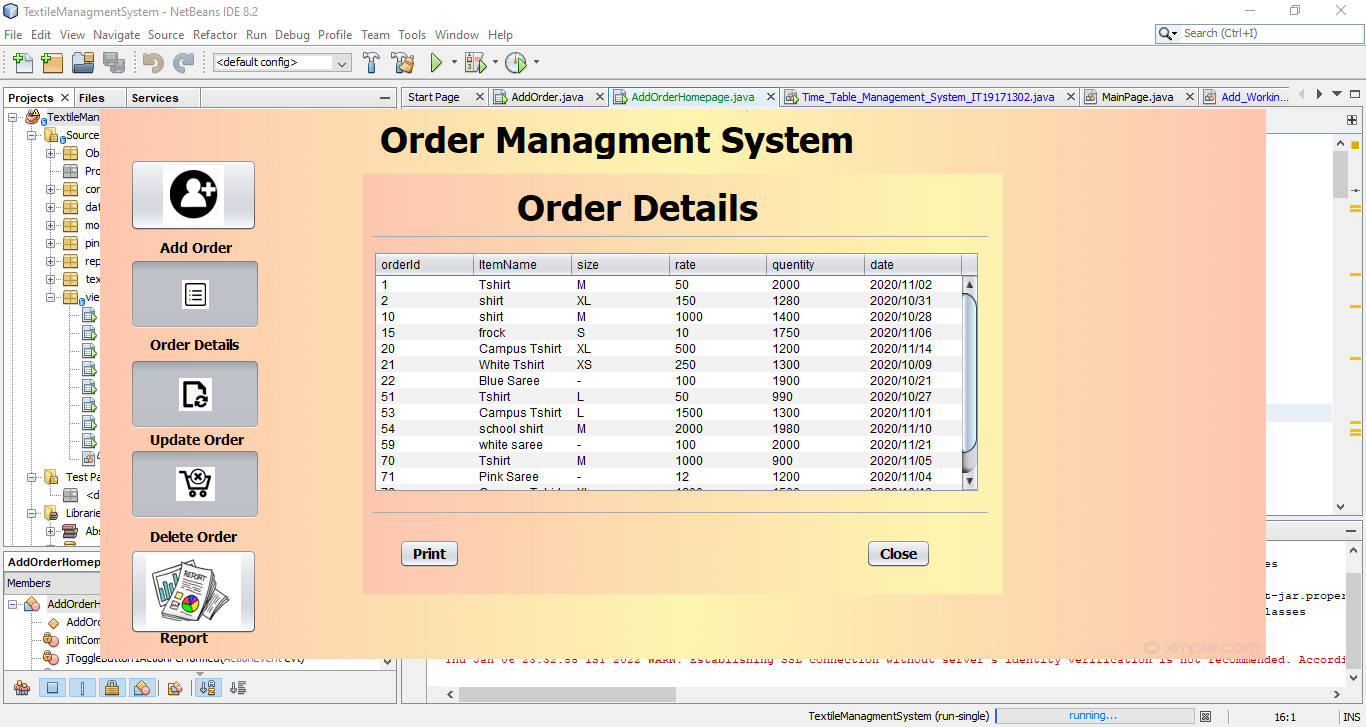 TextileManagmentSystem - NetBeans IDE 8.2
File Edit View Navigate Source Refactor Run Debug Profile Team Tools Window Help
Search (Ctrl+I)
<default config>
Projects Files Services
Start Page AddOrder.java AddOrderHomepage.java Time_Table_Management_System_IT19171302.java MainPage.java Add_Workin...
TextileMan
Source
Ob
Pro
con
dat
mo
pin
rep
tex
vie
Test Pa
<d
Librarie
Abs
Order Managment System
Add Order
Order Details
Update Order
Delete Order
REPORT
Report
Order Details
orderId ItemName size rate quentity date
1 Tshirt M 50 2000 2020/11/02
2 shirt XL 150 1280 2020/10/31
10 shirt M 1000 1400 2020/10/28
15 frock S 10 1750 2020/11/06
20 Campus Tshirt XL 500 1200 2020/11/14
21 White Tshirt XS 250 1300 2020/10/09
22 Blue Saree - 100 1900 2020/10/21
51 Tshirt L 50 990 2020/10/27
53 Campus Tshirt L 1500 1300 2020/11/01
54 school shirt M 2000 1980 2020/11/10
59 white saree - 100 2000 2020/11/21
70 Tshirt M 1000 900 2020/11/05
71 Pink Saree - 12 1200 2020/11/04
Print Close
© xmple.com
AddOrderHomep
Members
AddOrderH
AddOrd
initCom
jToggleButton1ActionPerformed(ActionEvent evt)
es
t-jar.proper
lasses
Thu Jan 06 23:32:55 IST 2022 WARN: Establishing SSL connection without server's identity verification is not recommended. Accordi
TextileManagmentSystem (run-single) running... 16:1 INS